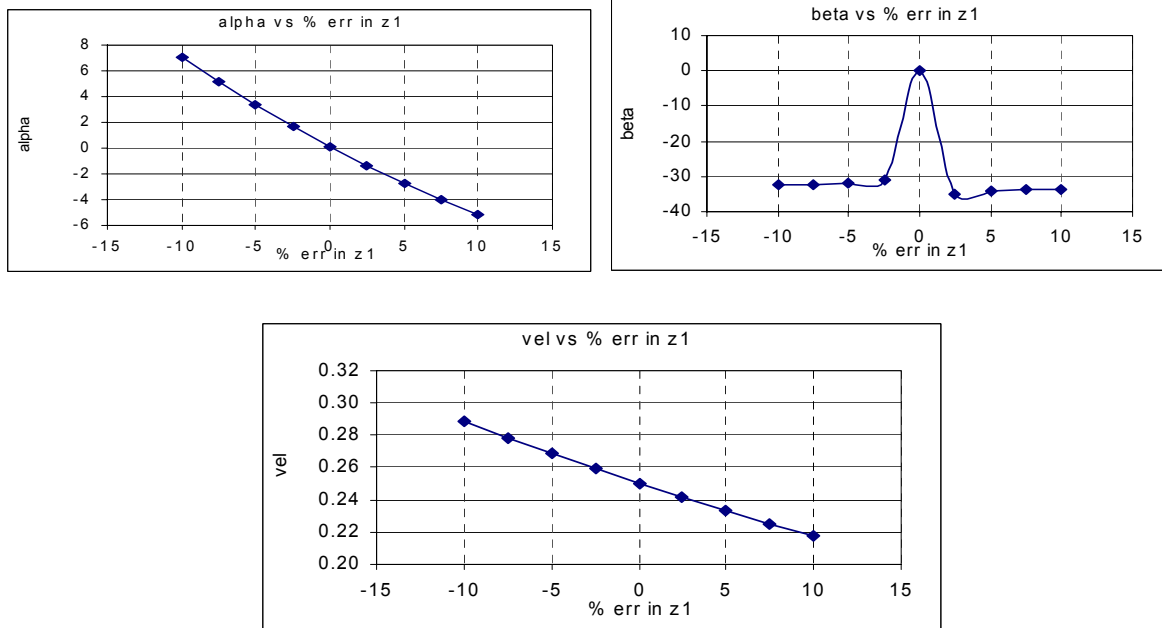 alpha vs % err in z1
8
6
4
2
0
-2
-4
-6
alpha
-15 -10 -5 0 5 10 15
% err in z1
beta vs % err in z1
10
0
-10
-20
-30
-40
beta
-15 -10 -5 0 5 10 15
% err in z1
vel vs % err in z1
0.32
0.30
0.28
0.26
0.24
0.22
0.20
vel
-15 -10 -5 0 5 10 15
% err in z1